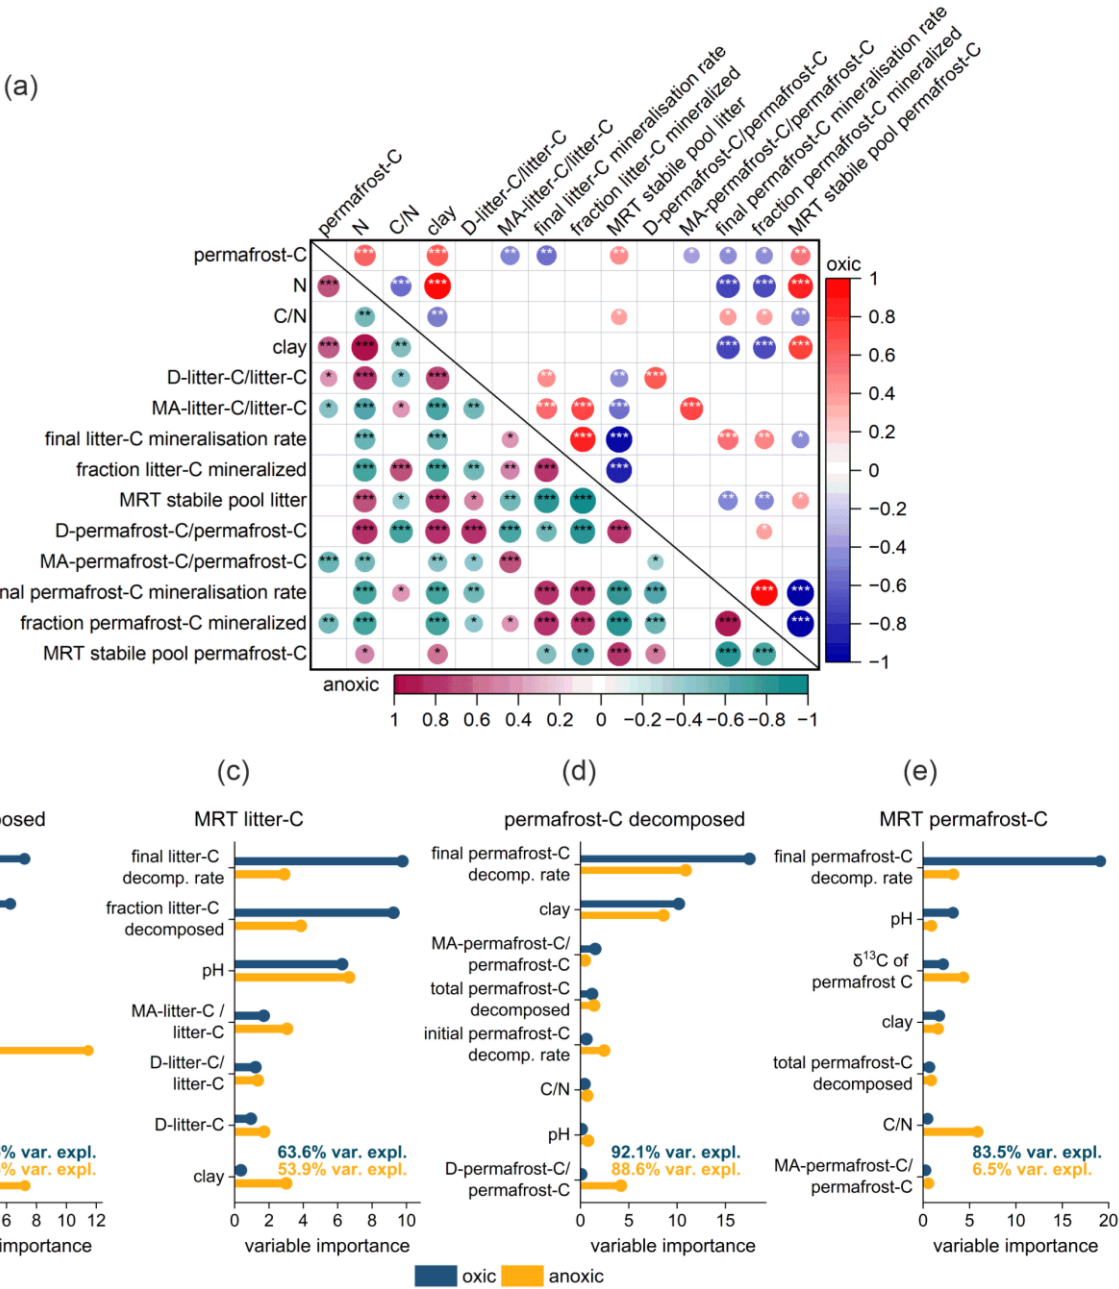 (a)
permafrost-C
N
C/N
clay
D-litter-C/litter-C
MA-litter-C/litter-C
final litter-C mineralisation rate
fraction litter-C mineralized
MRT stabile pool litter
D-permafrost-C/permafrost-C
MA-permafrost-C/permafrost-C
final permafrost-C mineralisation rate
fraction permafrost-C mineralized
MRT stabile pool permafrost-C
permafrost-C
N
C/N
clay
D-litter-C/litter-C
MA-litter-C/litter-C
final litter-C mineralisation rate
fraction litter-C mineralized
MRT stabile pool litter
D-permafrost-C/permafrost-C
MA-permafrost-C/permafrost-C
nal permafrost-C mineralisation rate
fraction permafrost-C mineralized
MRT stabile pool permafrost-C
oxic
1
0.8
0.6
0.4
0.2
0
−0.2
−0.4
−0.6
−0.8
−1
anoxic
1 0.8 0.6 0.4 0.2 0 −0.2 −0.4 −0.6 −0.8 −1
osed
% var. expl.
% var. expl.
6 8 10 12
importance
(c)
MRT litter-C
final litter-C
decomp. rate
fraction litter-C
decomposed
pH
MA-litter-C /
litter-C
D-litter-C/
litter-C
D-litter-C
clay
63.6% var. expl.
53.9% var. expl.
0 2 4 6 8 10
variable importance
(d)
permafrost-C decomposed
final permafrost-C
decomp. rate
clay
MA-permafrost-C/
permafrost-C
total permafrost-C
decomposed
initial permafrost-C
decomp. rate
C/N
pH
D-permafrost-C/
permafrost-C
92.1% var. expl.
88.6% var. expl.
0 5 10 15
variable importance
(e)
MRT permafrost-C
final permafrost-C
decomp. rate
pH
δ¹³C of
permafrost C
clay
total permafrost-C
decomposed
C/N
MA-permafrost-C/
permafrost-C
83.5% var. expl.
6.5% var. expl.
0 5 10 15 20
variable importance
oxic anoxic